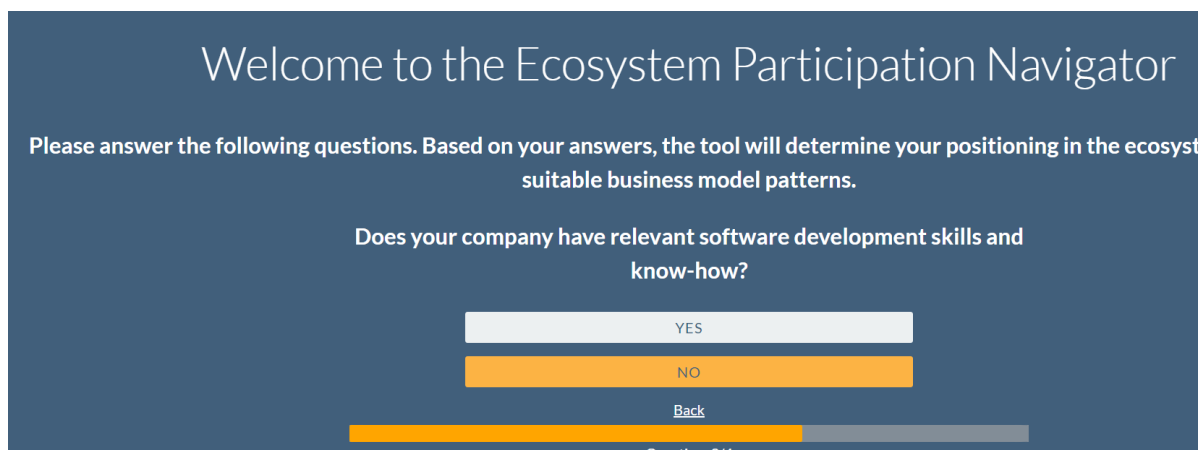 Welcome to the Ecosystem Participation Navigator
Please answer the following questions. Based on your answers, the tool will determine your positioning in the ecosyst
suitable business model patterns.
Does your company have relevant software development skills and
know-how?
YES
NO
Back